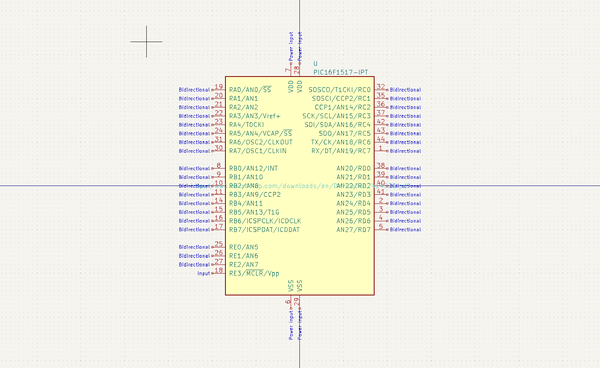 Power input Power input
7 28
U
PIC16F1517-IPT
VDD VDD
Bidirectional 19 RA0/AN0/SS SOSCO/T1CKI/RC0 32 Bidirectional
Bidirectional 20 RA1/AN1 SOSCI/CCP2/RC1 35 Bidirectional
Bidirectional 21 RA2/AN2 CCP1/AN14/RC2 36 Bidirectional
Bidirectional 22 RA3/AN3/Vref+ SCK/SCL/AN15/RC3 37 Bidirectional
Bidirectional 23 RA4/T0CKI SDI/SDA/AN16/RC4 42 Bidirectional
Bidirectional 24 RA5/AN4/VCAP/SS SDO/AN17/RC5 43 Bidirectional
Bidirectional 31 RA6/OSC2/CLKOUT TX/CK/AN18/RC6 44 Bidirectional
Bidirectional 30 RA7/OSC1/CLKIN RX/DT/AN19/RC7 1 Bidirectional
Bidirectional 8 RB0/AN12/INT AN20/RD0 38 Bidirectional
Bidirectional 9 RB1/AN10 AN21/RD1 39 Bidirectional
Bidirectional 10 RB2/AN8 AN22/RD2 40 Bidirectional
Bidirectional 11 RB3/AN9/CCP2 AN23/RD3 41 Bidirectional
Bidirectional 14 RB4/AN11 AN24/RD4 2 Bidirectional
Bidirectional 15 RB5/AN13/T1G AN25/RD5 3 Bidirectional
Bidirectional 16 RB6/ICSPCLK/ICDCLK AN26/RD6 4 Bidirectional
Bidirectional 17 RB7/ICSPDAT/ICDDAT AN27/RD7 5 Bidirectional
Bidirectional 25 RE0/AN5
Bidirectional 26 RE1/AN6
Bidirectional 27 RE2/AN7
Input 18 RE3/MCLR/Vpp
VSS VSS
6 29
Power input Power input